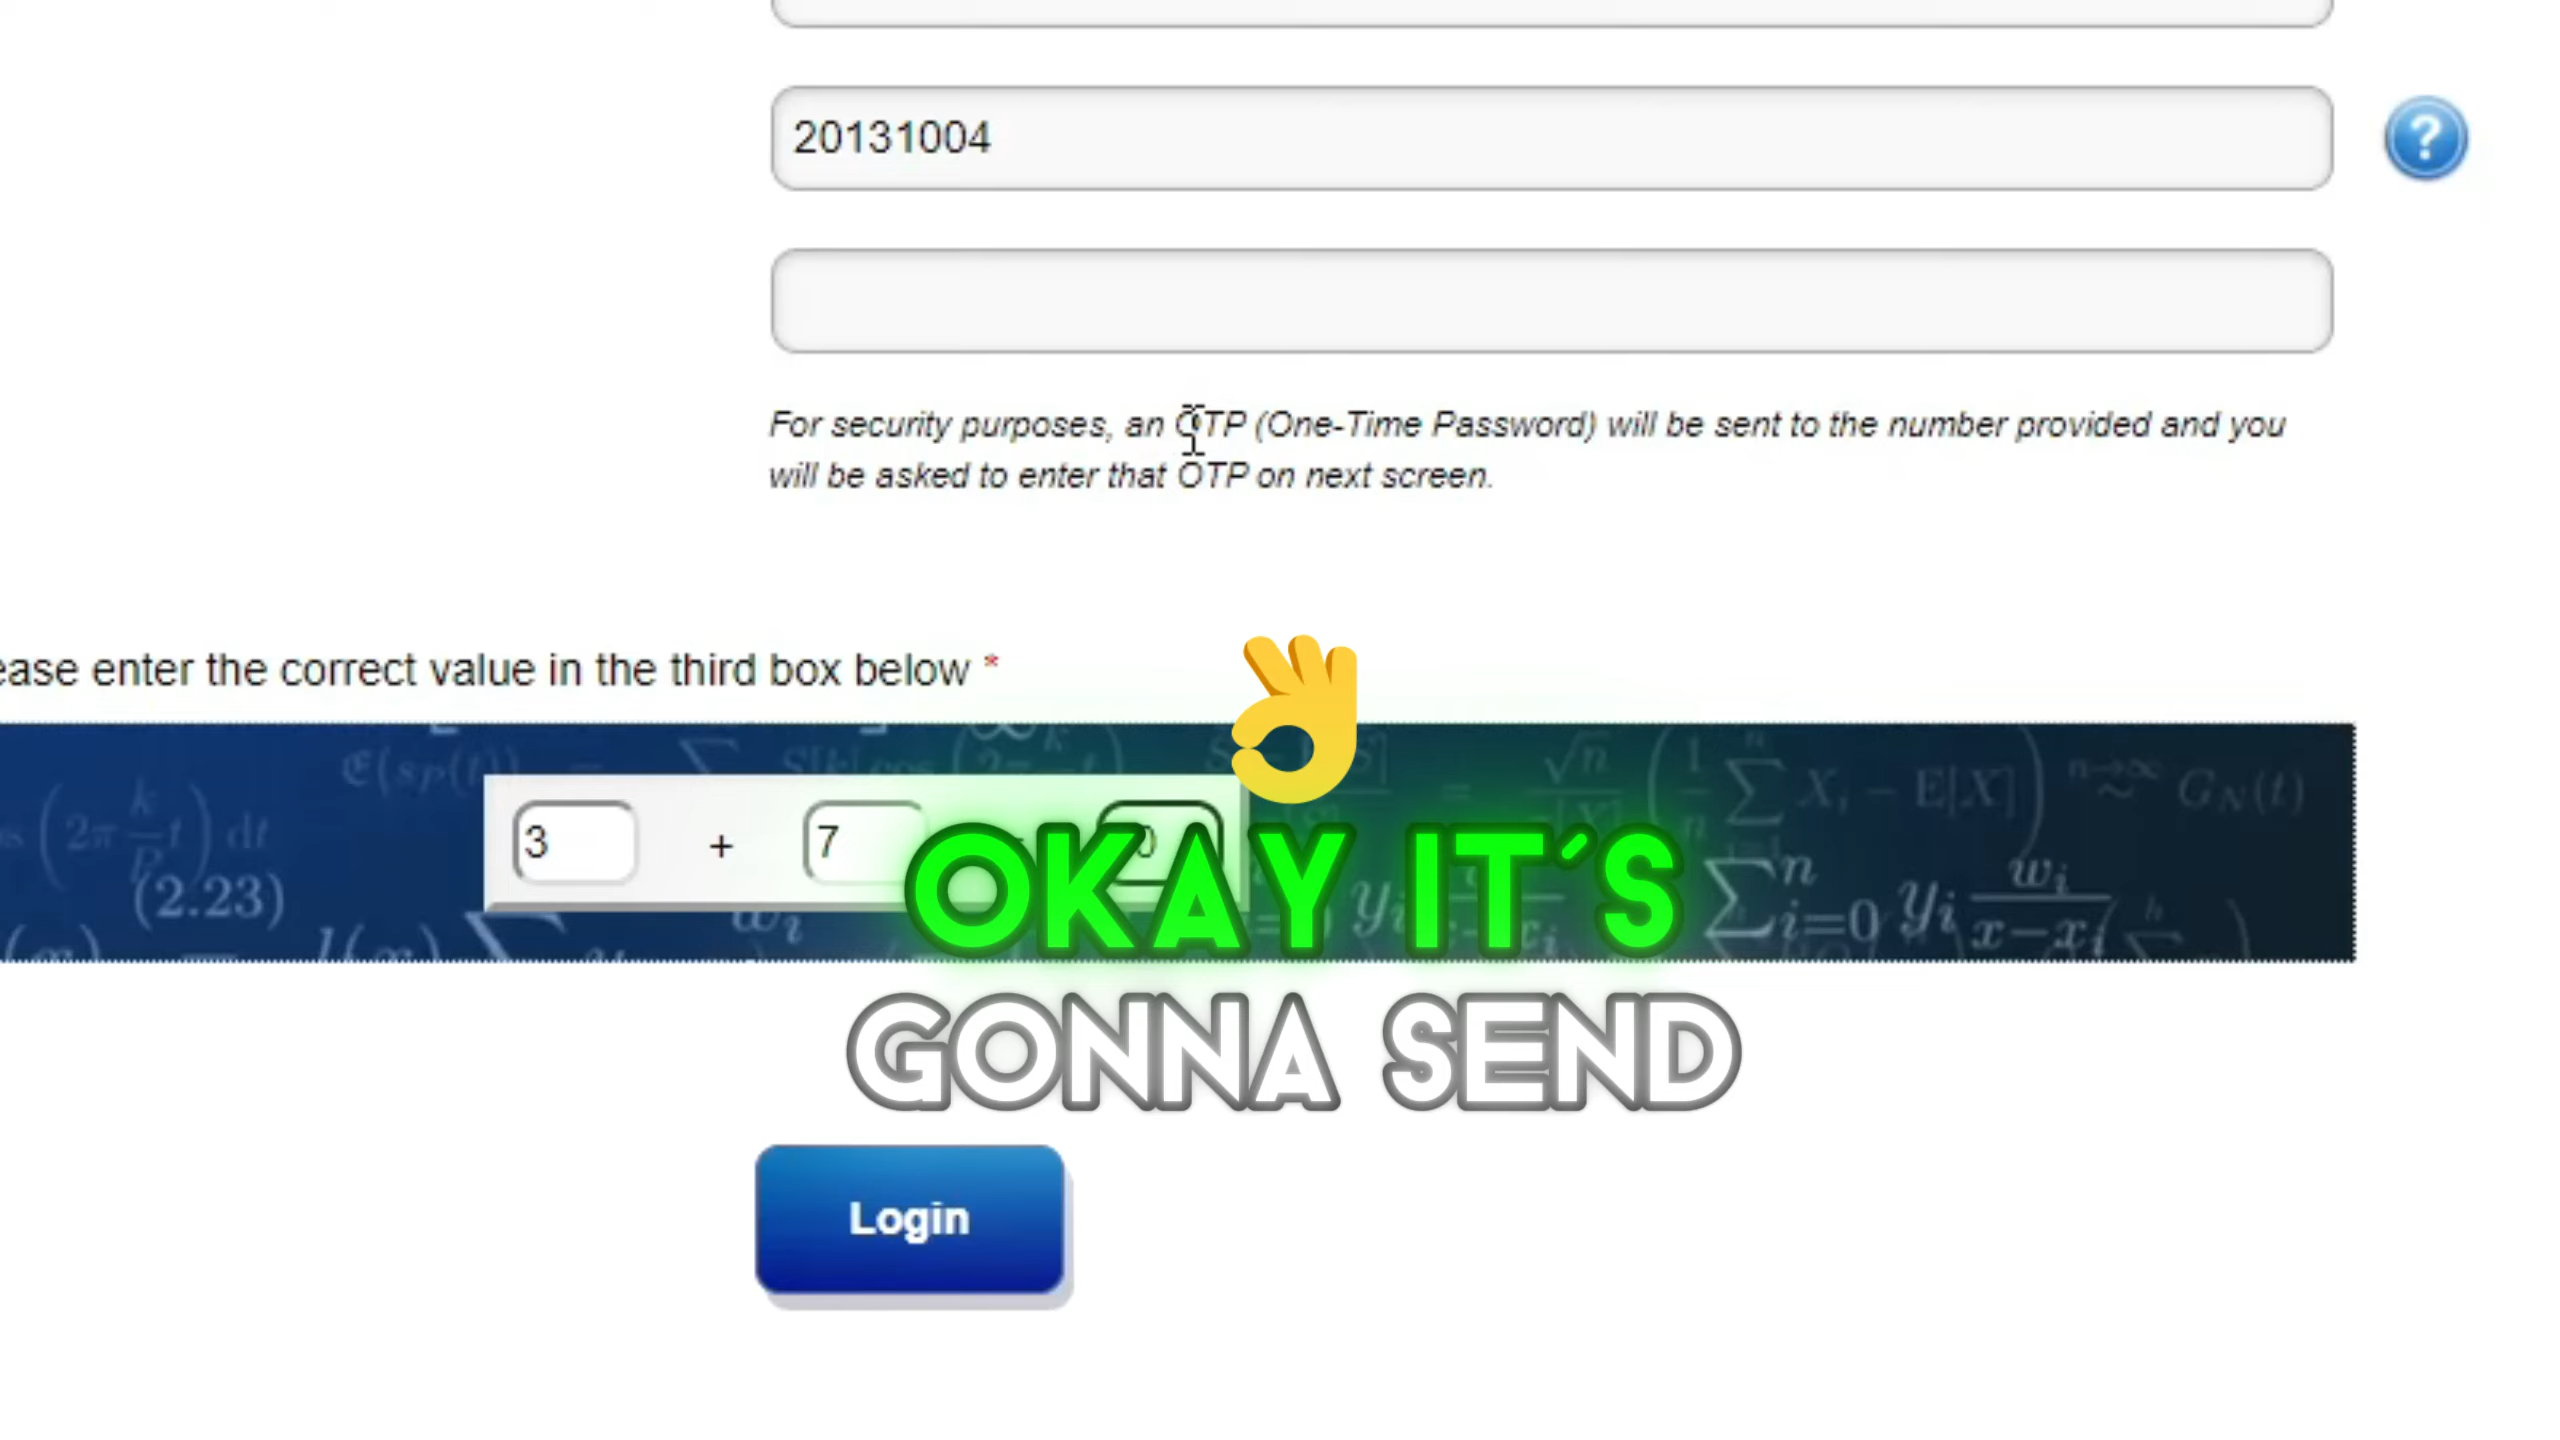 20131004
?
For security purposes, an OTP (One-Time Password) will be sent to the number provided and you
will be asked to enter that OTP on next screen.
ease enter the correct value in the third box below *
3 + 7 0
(2.23)
OKAY IT'S
GONNA SEND
Login